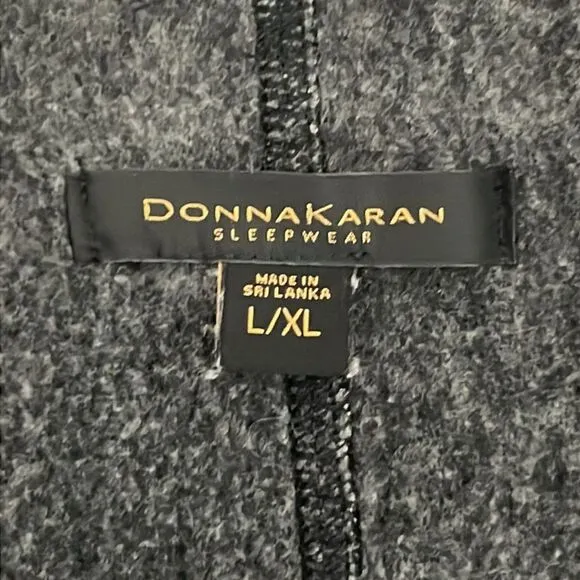 DONNAKARAN
SLEEPWEAR
MADE IN
SRI LANKA
L/XL